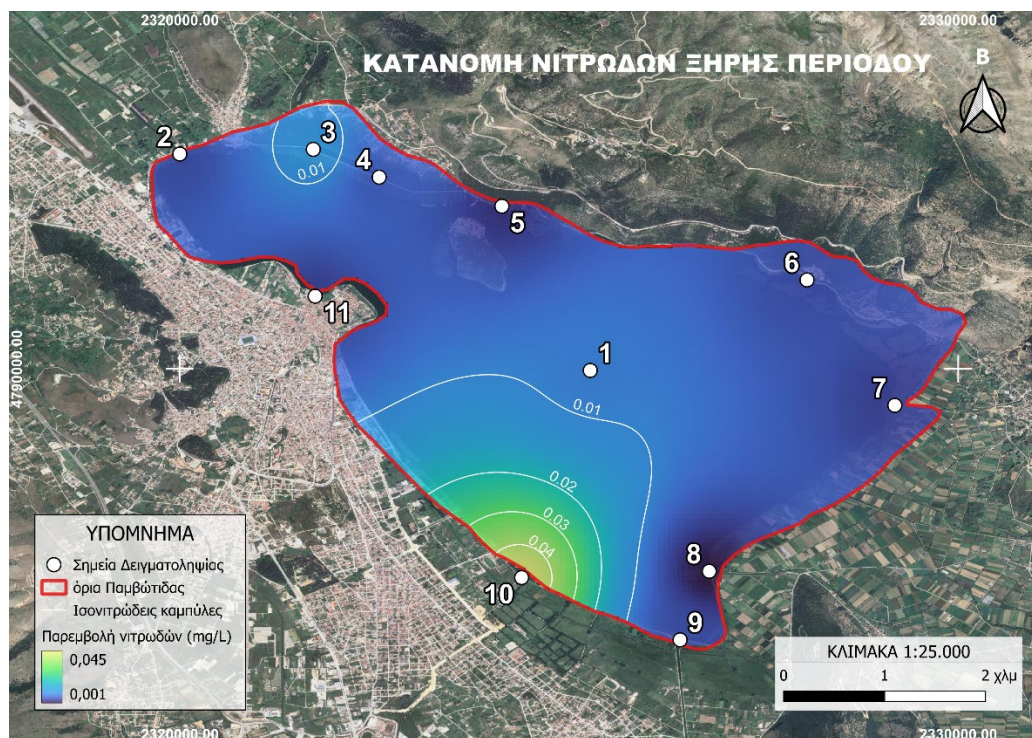 2320000.00
2330000.00
ΚΑΤΑΝΟΜΗ ΝΙΤΡΩΔΩΝ ΞΗΡΗΣ ΠΕΡΙΟΔΟΥ
Β
2
3
4
0.01
5
6
11
1
4790000.00
7
0.01
0.02
0.03
0.04
8
10
9
ΥΠΟΜΝΗΜΑ
Σημεία Δειγματοληψίας
όρια Παμβώτιδας
Ισονιτρώδεις καμπύλες
Παρεμβολή νιτρωδών (mg/L)
0,045
0,001
ΚΛΙΜΑΚΑ 1:25.000
0 1 2 χλμ
2320000.00
2330000.00